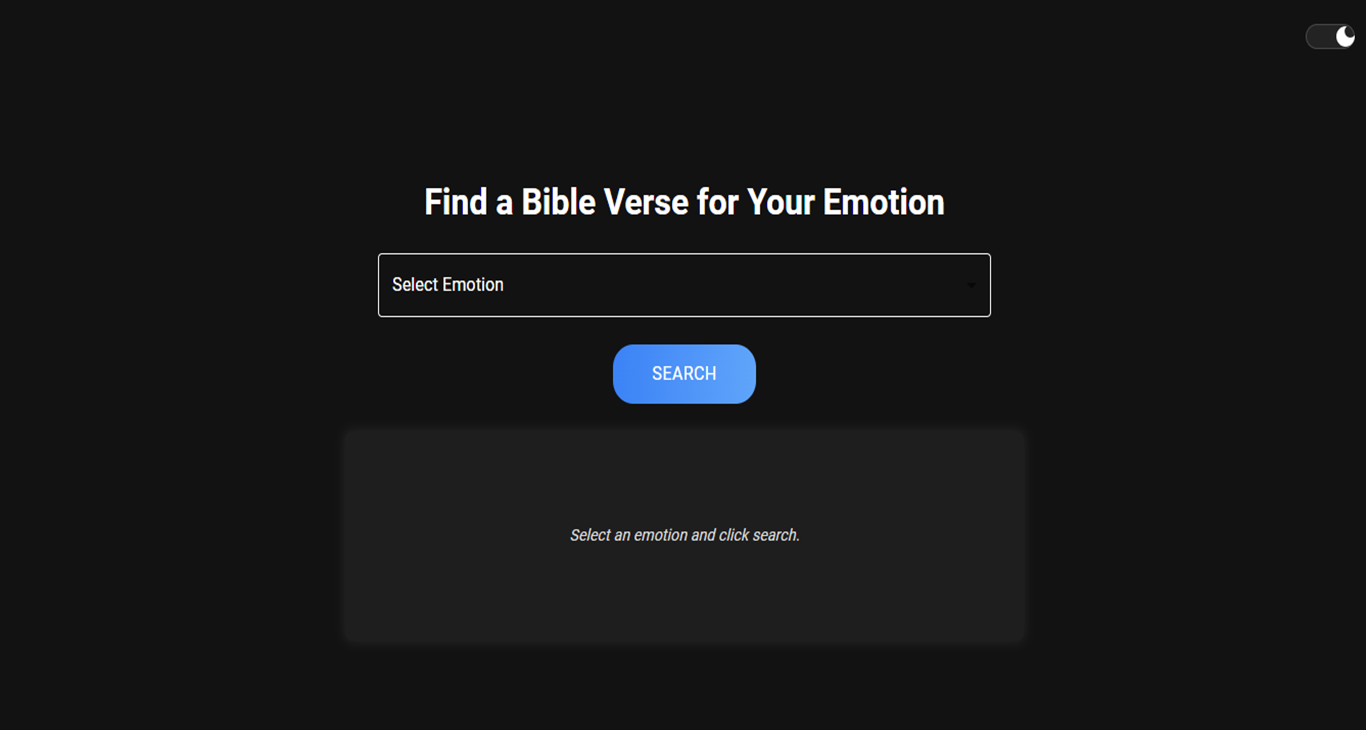 Find a Bible Verse for Your Emotion
Select Emotion
SEARCH
Select an emotion and click search.